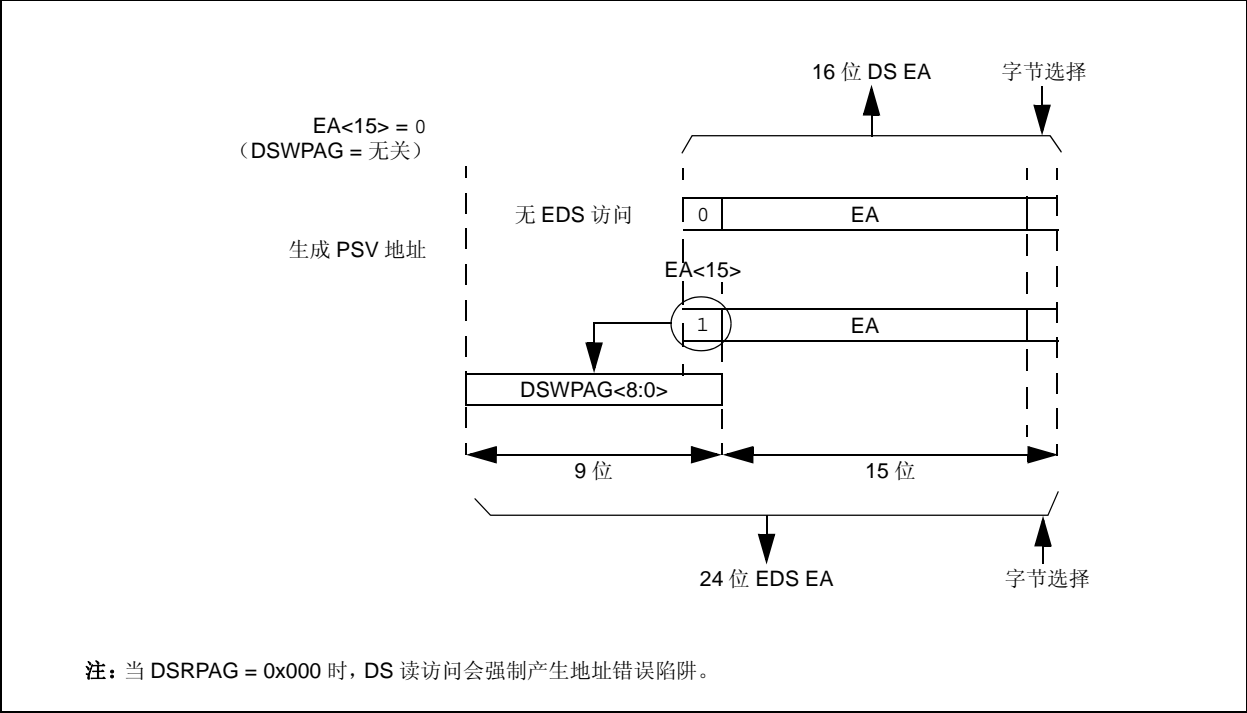 16 位 DS EA
字节选择
EA<15> = 0
（DSWPAG = 无关）
无 EDS 访问
0
EA
生成 PSV 地址
EA<15>
1
EA
DSWPAG<8:0>
9 位
15 位
24 位 EDS EA
字节选择
注：当 DSRPAG = 0x000 时，DS 读访问会强制产生地址错误陷阱。